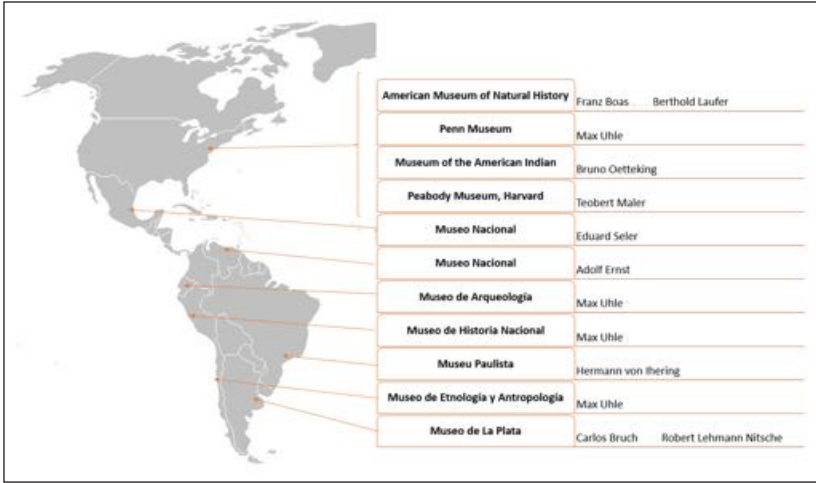 American Museum of Natural History Franz Boas Berthold Laufer
Penn Museum Max Uhle
Museum of the American Indian Bruno Oetteking
Peabody Museum, Harvard Teobert Maler
Museo Nacional Eduard Seler
Museo Nacional Adolf Ernst
Museo de Arqueología Max Uhle
Museo de Historia Nacional Max Uhle
Museu Paulista Hermann von Ihering
Museo de Etnología y Antropología Max Uhle
Museo de La Plata Carlos Bruch Robert Lehmann Nitsche